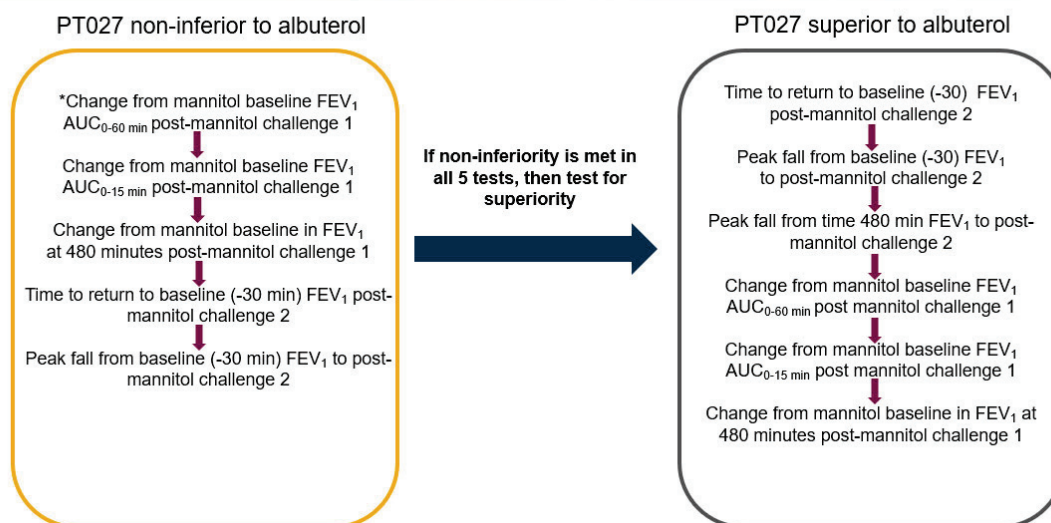 PT027 non-inferior to albuterol
*Change from mannitol baseline FEV₁
AUC₀₋₆₀ ₘᵢₙ post-mannitol challenge 1
Change from mannitol baseline FEV₁
AUC₀₋₁₅ ₘᵢₙ post-mannitol challenge 1
Change from mannitol baseline in FEV₁
at 480 minutes post-mannitol challenge 1
Time to return to baseline (-30 min) FEV₁ post-
mannitol challenge 2
Peak fall from baseline (-30 min) FEV₁ to post-
mannitol challenge 2
If non-inferiority is met in
all 5 tests, then test for
superiority
PT027 superior to albuterol
Time to return to baseline (-30) FEV₁
post-mannitol challenge 2
Peak fall from baseline (-30) FEV₁
to post-mannitol challenge 2
Peak fall from time 480 min FEV₁ to post-
mannitol challenge 2
Change from mannitol baseline FEV₁
AUC₀₋₆₀ ₘᵢₙ post mannitol challenge 1
Change from mannitol baseline FEV₁
AUC₀₋₁₅ ₘᵢₙ post mannitol challenge 1
Change from mannitol baseline in FEV₁ at
480 minutes post-mannitol challenge 1